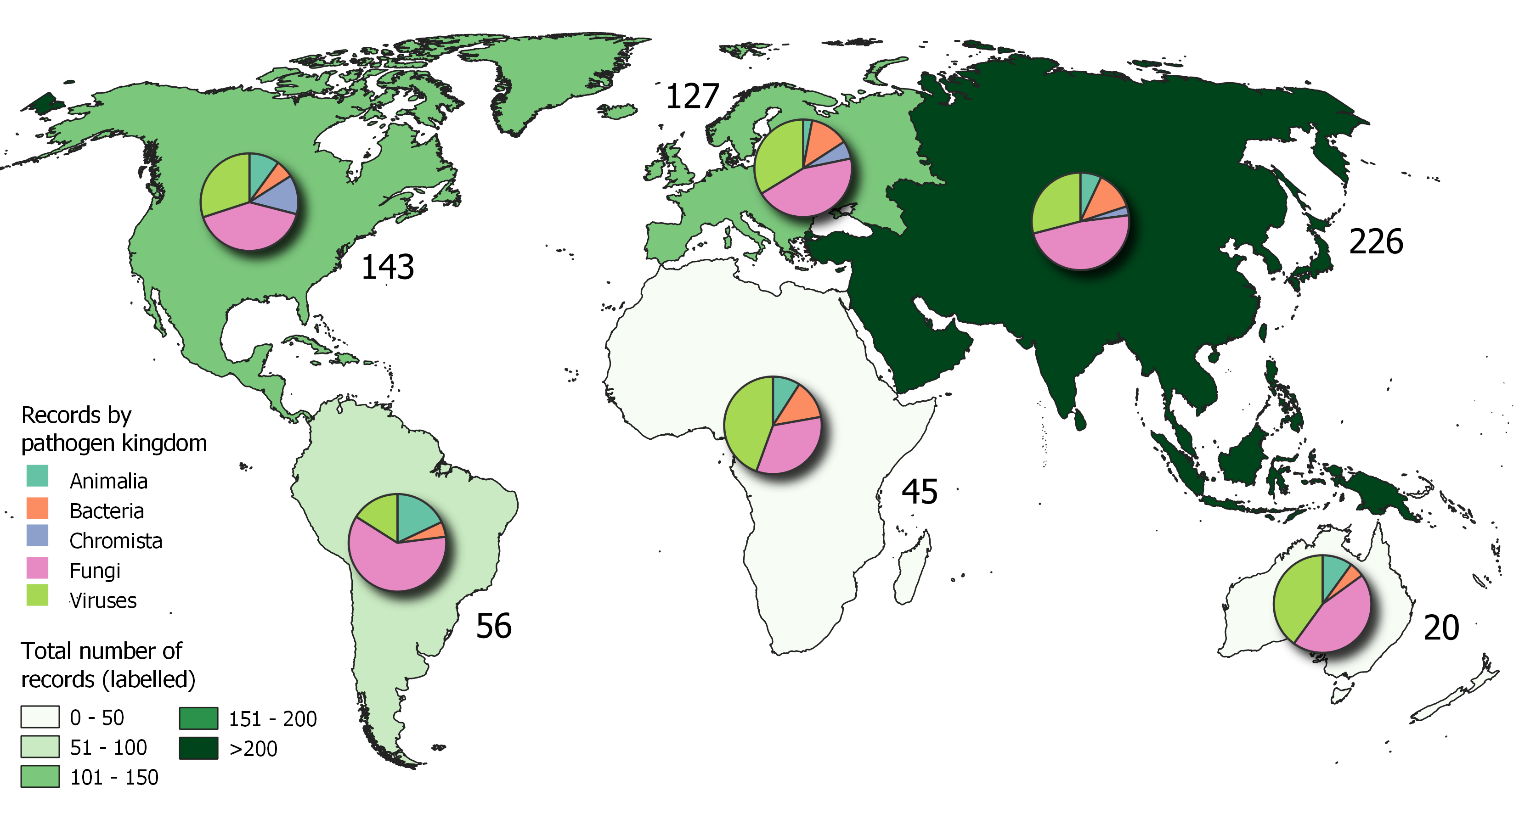 127
143
226
45
56
20
Records by
pathogen kingdom
Animalia
Bacteria
Chromista
Fungi
Viruses
Total number of
records (labelled)
0 - 50
51 - 100
101 - 150
151 - 200
>200